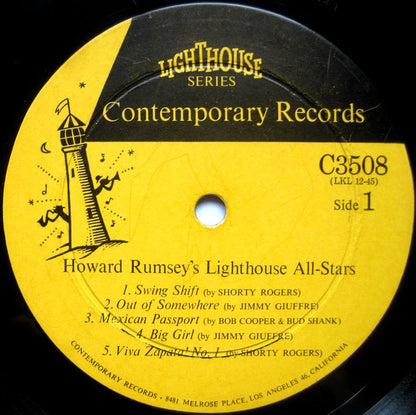 LIGHTHOUSE
SERIES
Contemporary Records
C3508
(LKL 12-45)
Side 1
Howard Rumsey's Lighthouse All-Stars
1. Swing Shift (by SHORTY ROGERS)
2. Out of Somewhere (by JIMMY GIUFFRE)
3. Mexican Passport (by BOB COOPER & BUD SHANK)
4. Big Girl (by JIMMY GIUFFRE)
5. Viva Zapata! No. 1 (by SHORTY ROGERS)
CONTEMPORARY RECORDS • 8481 MELROSE PLACE, LOS ANGELES 46, CALIFORNIA